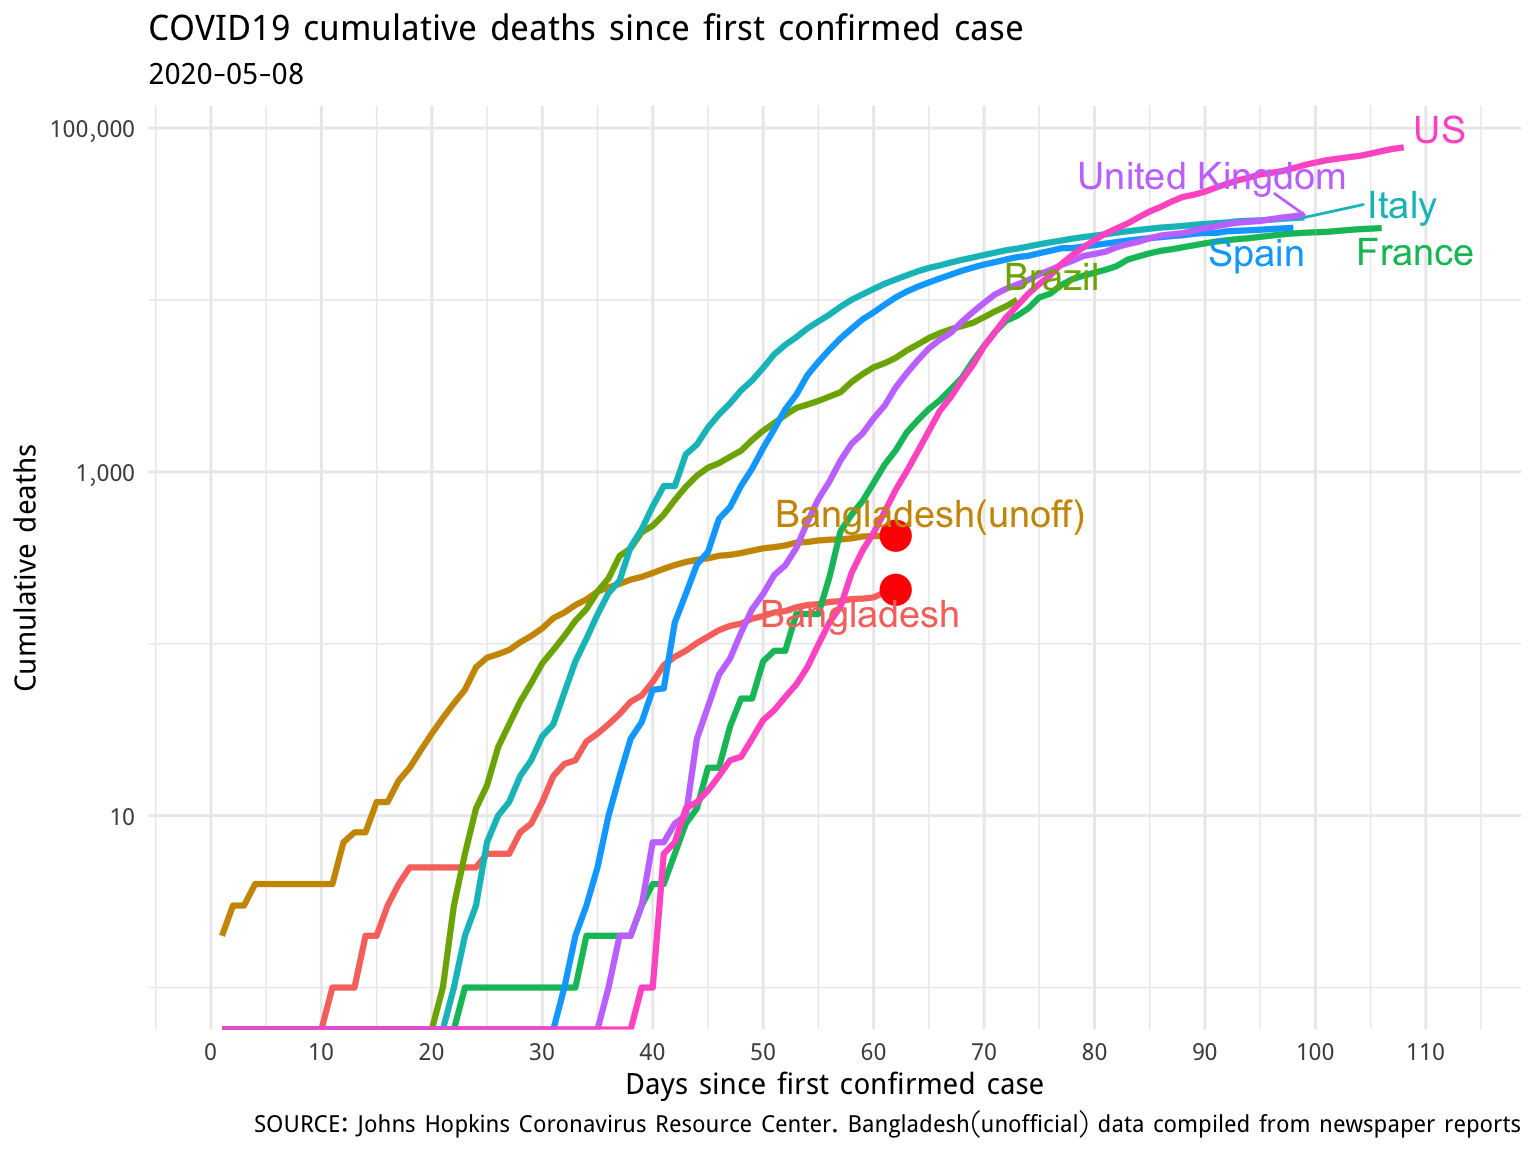 COVID19 cumulative deaths since first confirmed case
2020-05-08
100,000
1,000
10
Cumulative deaths
US
United Kingdom
Italy
Spain
France
Brazil
Bangladesh(unoff)
Bangladesh
0 10 20 30 40 50 60 70 80 90 100 110
Days since first confirmed case
SOURCE: Johns Hopkins Coronavirus Resource Center. Bangladesh(unofficial) data compiled from newspaper reports